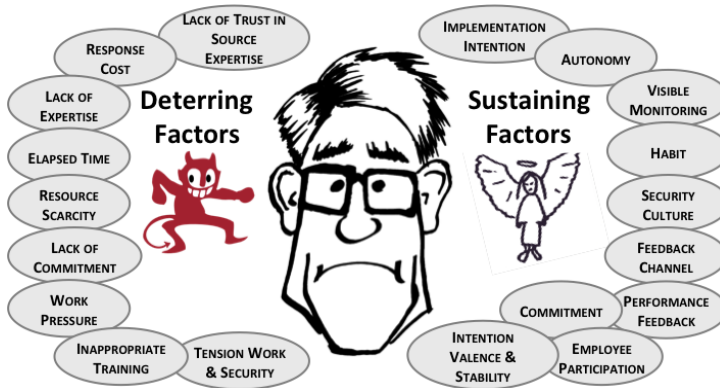 LACK OF TRUST IN
SOURCE
EXPERTISE
RESPONSE
COST
LACK OF
EXPERTISE
ELAPSED TIME
RESOURCE
SCARCITY
LACK OF
COMMITMENT
WORK
PRESSURE
INAPPROPRIATE
TRAINING
TENSION WORK
& SECURITY
Deterring
Factors
Sustaining
Factors
IMPLEMENTATION
INTENTION
AUTONOMY
VISIBLE
MONITORING
HABIT
SECURITY
CULTURE
FEEDBACK
CHANNEL
PERFORMANCE
FEEDBACK
COMMITMENT
EMPLOYEE
PARTICIPATION
INTENTION
VALENCE &
STABILITY